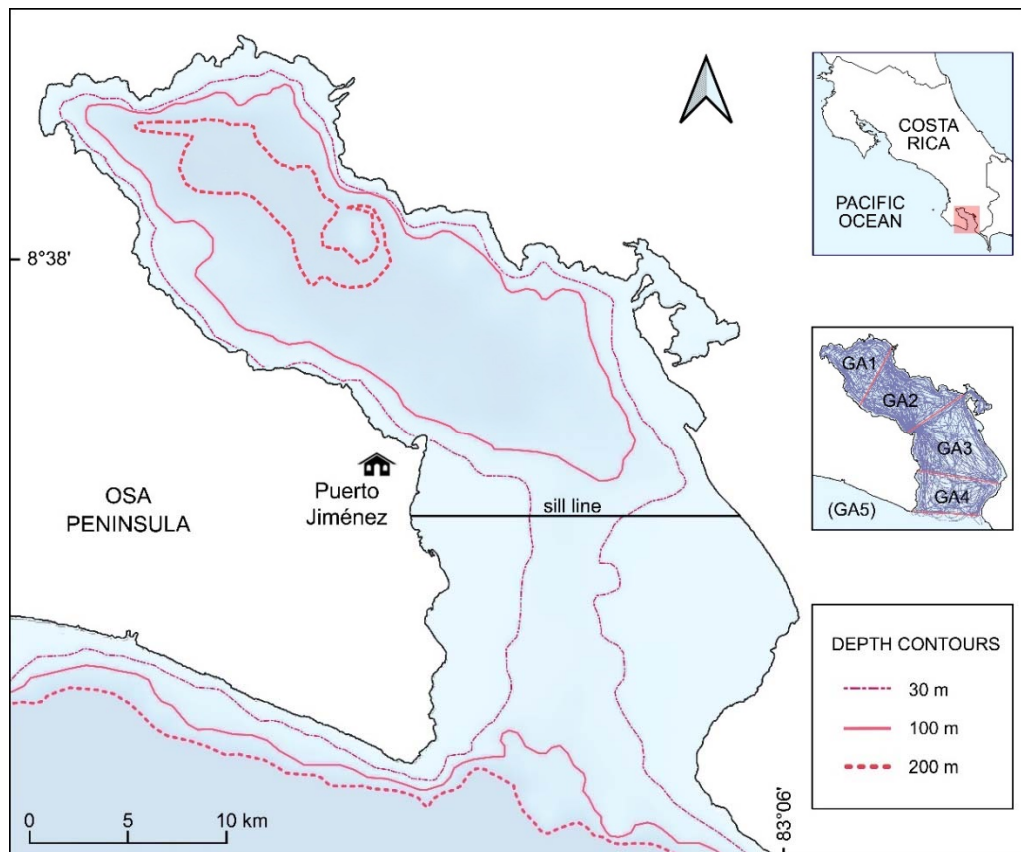 8°38'
OSA
PENINSULA
Puerto
Jiménez
sill line
0 5 10 km
83°06'
COSTA
RICA
PACIFIC
OCEAN
GA1
GA2
GA3
GA4
(GA5)
DEPTH CONTOURS
30 m
100 m
200 m